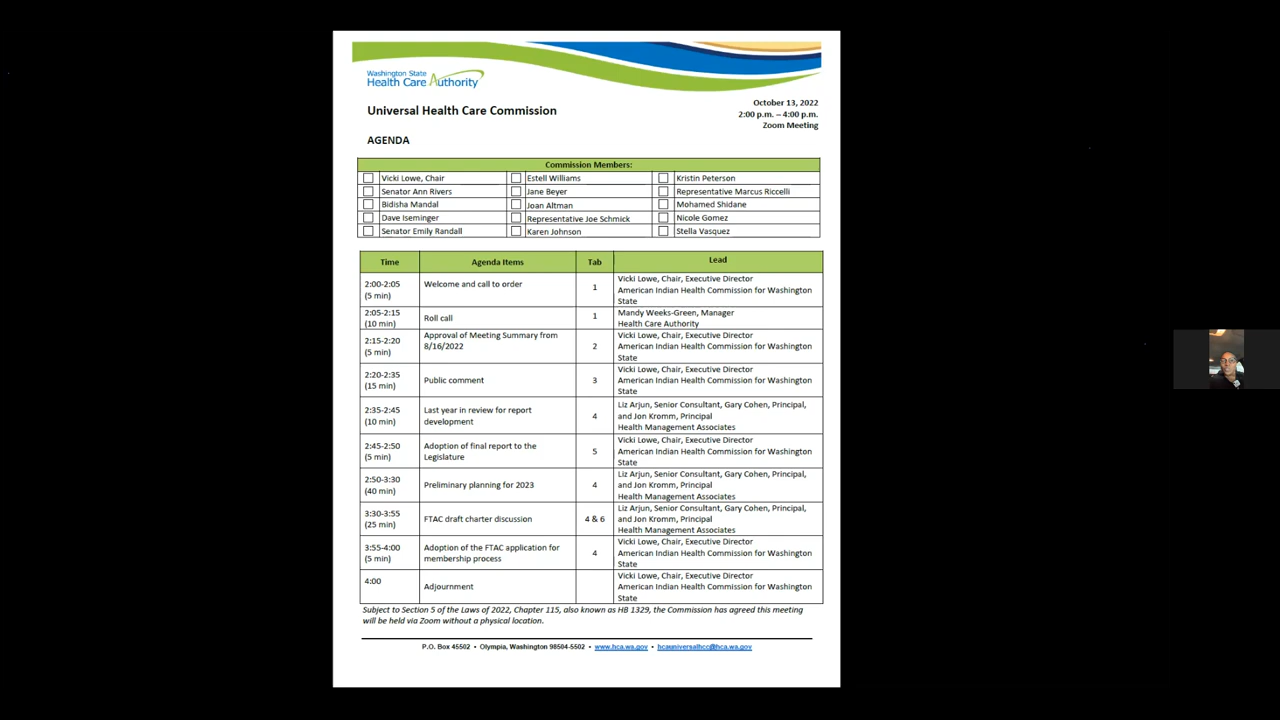 Washington State
Health Care Authority
October 13, 2022
Universal Health Care Commission
2:00 p.m. – 4:00 p.m.
Zoom Meeting
AGENDA
Commission Members:
Vicki Lowe, Chair Estell Williams Kristin Peterson
Senator Ann Rivers Jane Beyer Representative Marcus Riccelli
Bidisha Mandal Joan Altman Mohamed Shidane
Dave Iseminger Representative Joe Schmick Nicole Gomez
Senator Emily Randall Karen Johnson Stella Vasquez
Time Agenda Items Tab Lead
2:00-2:05
(5 min)
Welcome and call to order
1
Vicki Lowe, Chair, Executive Director
American Indian Health Commission for Washington
State
2:05-2:15
(10 min)
Roll call
1
Mandy Weeks-Green, Manager
Health Care Authority
2:15-2:20
(5 min)
Approval of Meeting Summary from
8/16/2022
2
Vicki Lowe, Chair, Executive Director
American Indian Health Commission for Washington
State
2:20-2:35
(15 min)
Public comment
3
Vicki Lowe, Chair, Executive Director
American Indian Health Commission for Washington
State
2:35-2:45
(10 min)
Last year in review for report
development
4
Liz Arjun, Senior Consultant, Gary Cohen, Principal,
and Jon Kromm, Principal
Health Management Associates
2:45-2:50
(5 min)
Adoption of final report to the
Legislature
5
Vicki Lowe, Chair, Executive Director
American Indian Health Commission for Washington
State
2:50-3:30
(40 min)
Preliminary planning for 2023
4
Liz Arjun, Senior Consultant, Gary Cohen, Principal,
and Jon Kromm, Principal
Health Management Associates
3:30-3:55
(25 min)
FTAC draft charter discussion
4 & 6
Liz Arjun, Senior Consultant, Gary Cohen, Principal,
and Jon Kromm, Principal
Health Management Associates
3:55-4:00
(5 min)
Adoption of the FTAC application for
membership process
4
Vicki Lowe, Chair, Executive Director
American Indian Health Commission for Washington
State
4:00
Adjournment
Vicki Lowe, Chair, Executive Director
American Indian Health Commission for Washington
State
Subject to Section 5 of the Laws of 2022, Chapter 115, also known as HB 1329, the Commission has agreed this meeting
will be held via Zoom without a physical location.
P.O. Box 45502 • Olympia, Washington 98504-5502 • www.hca.wa.gov • hcauniversalhcc@hca.wa.gov